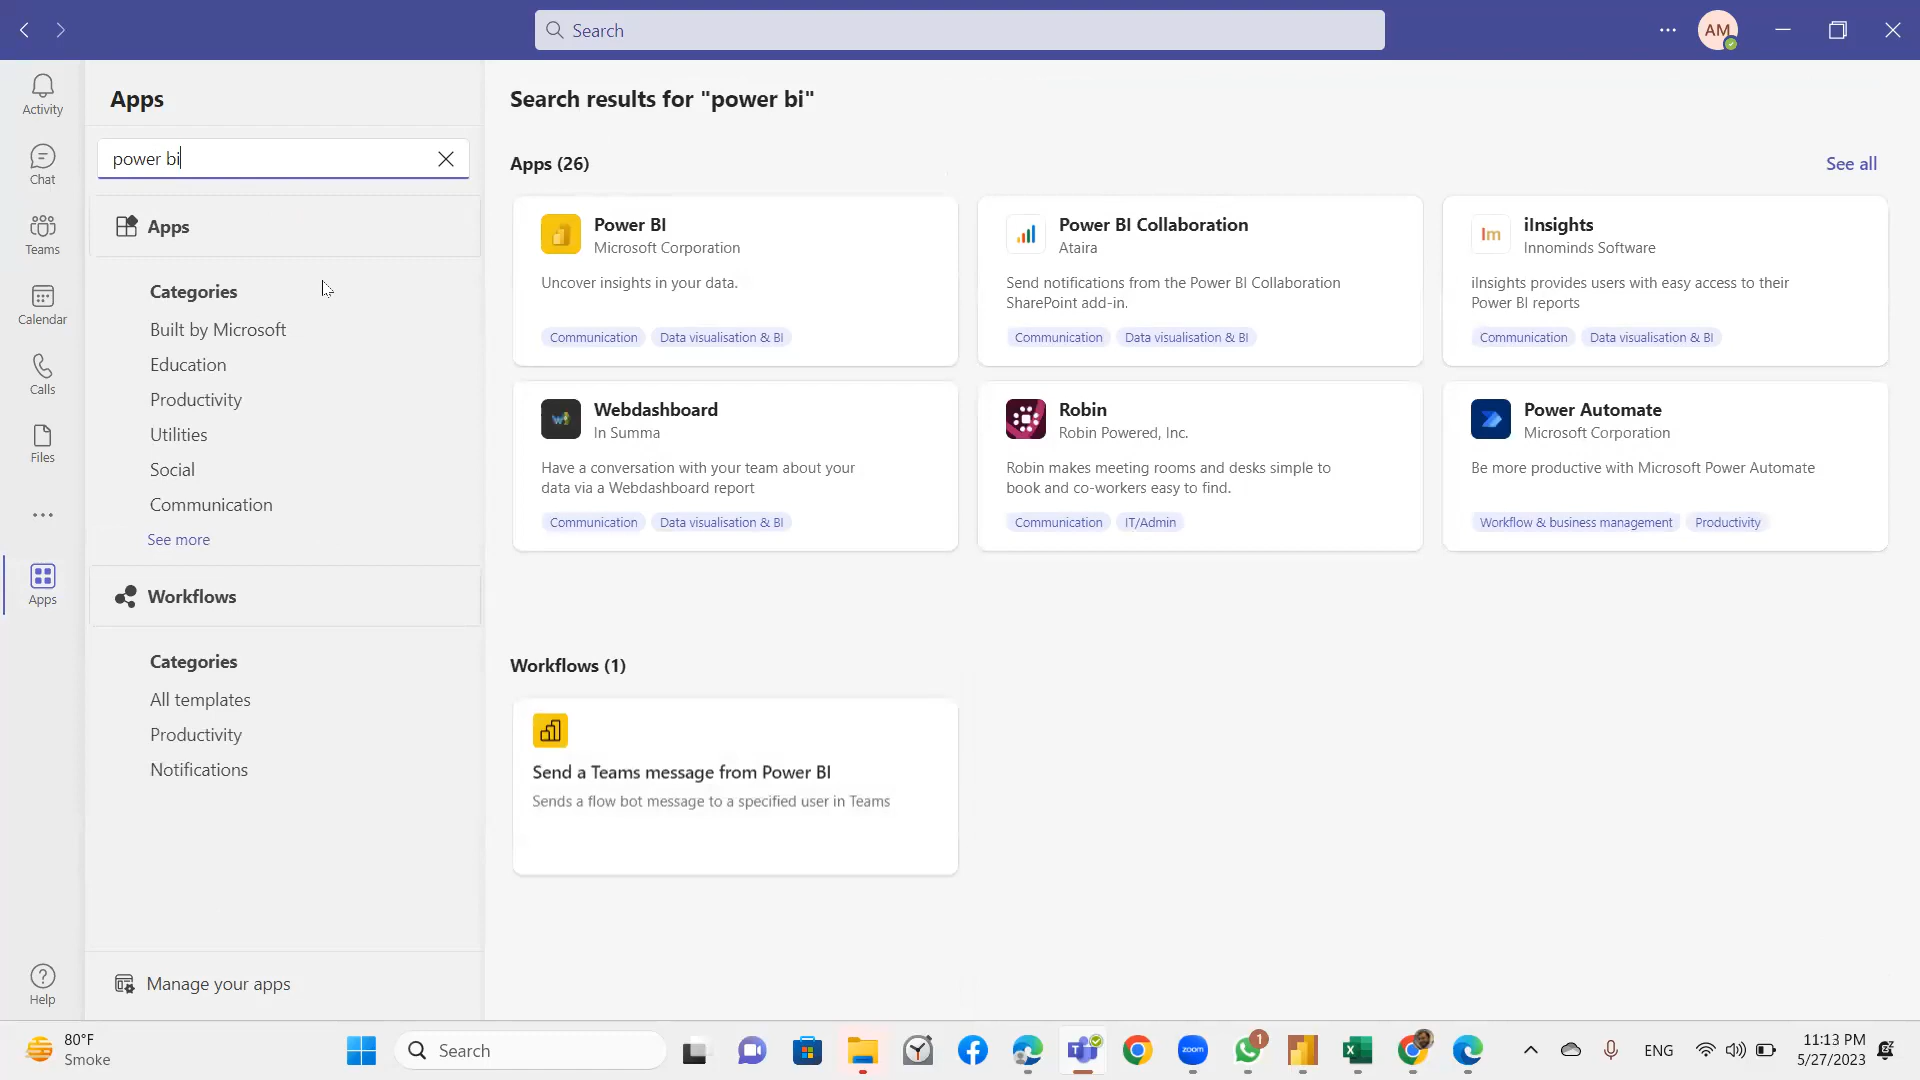 Search
AM
Activity
Chat
Teams
Calendar
Calls
Files
Apps
Help
Apps
power bi
Apps
Categories
Built by Microsoft
Education
Productivity
Utilities
Social
Communication
See more
Workflows
Categories
All templates
Productivity
Notifications
Manage your apps
Search results for "power bi"
Apps (26)
See all
Power BI
Microsoft Corporation
Uncover insights in your data.
Communication
Data visualisation & BI
Power BI Collaboration
Ataira
Send notifications from the Power BI Collaboration
SharePoint add-in.
Communication
Data visualisation & BI
Im
iInsights
Innominds Software
iInsights provides users with easy access to their
Power BI reports
Communication
Data visualisation & BI
Webdashboard
In Summa
Have a conversation with your team about your
data via a Webdashboard report
Communication
Data visualisation & BI
Robin
Robin Powered, Inc.
Robin makes meeting rooms and desks simple to
book and co-workers easy to find.
Communication
IT/Admin
Power Automate
Microsoft Corporation
Be more productive with Microsoft Power Automate
Workflow & business management
Productivity
Workflows (1)
Send a Teams message from Power BI
Sends a flow bot message to a specified user in Teams
80°F
Smoke
Search
zoom
1
ENG
11:13 PM
5/27/2023